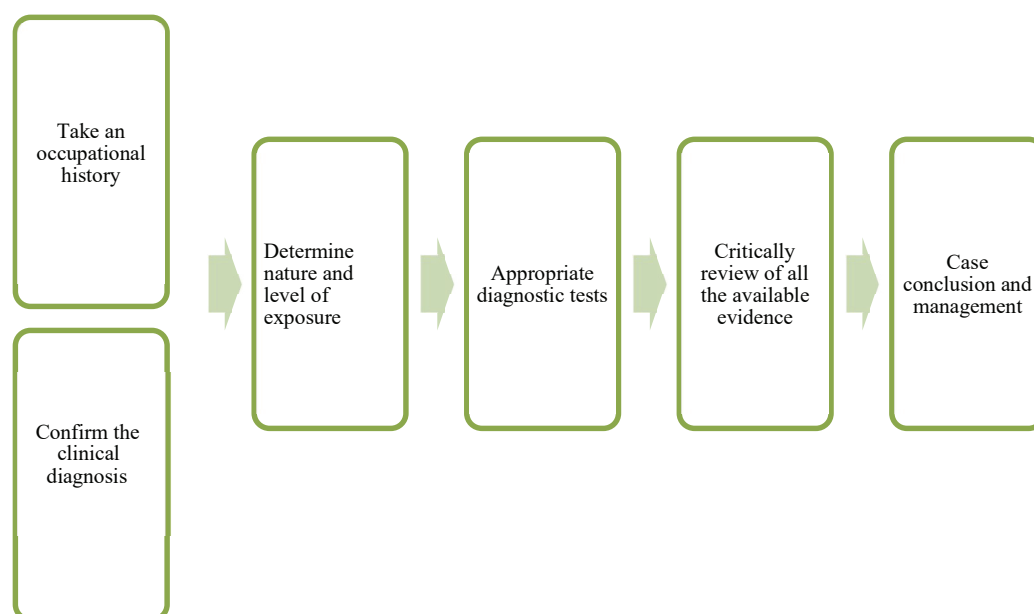 Take an
occupational
history
Confirm the
clinical
diagnosis
Determine
nature and
level of
exposure
Appropriate
diagnostic tests
Critically
review of all
the available
evidence
Case
conclusion and
management